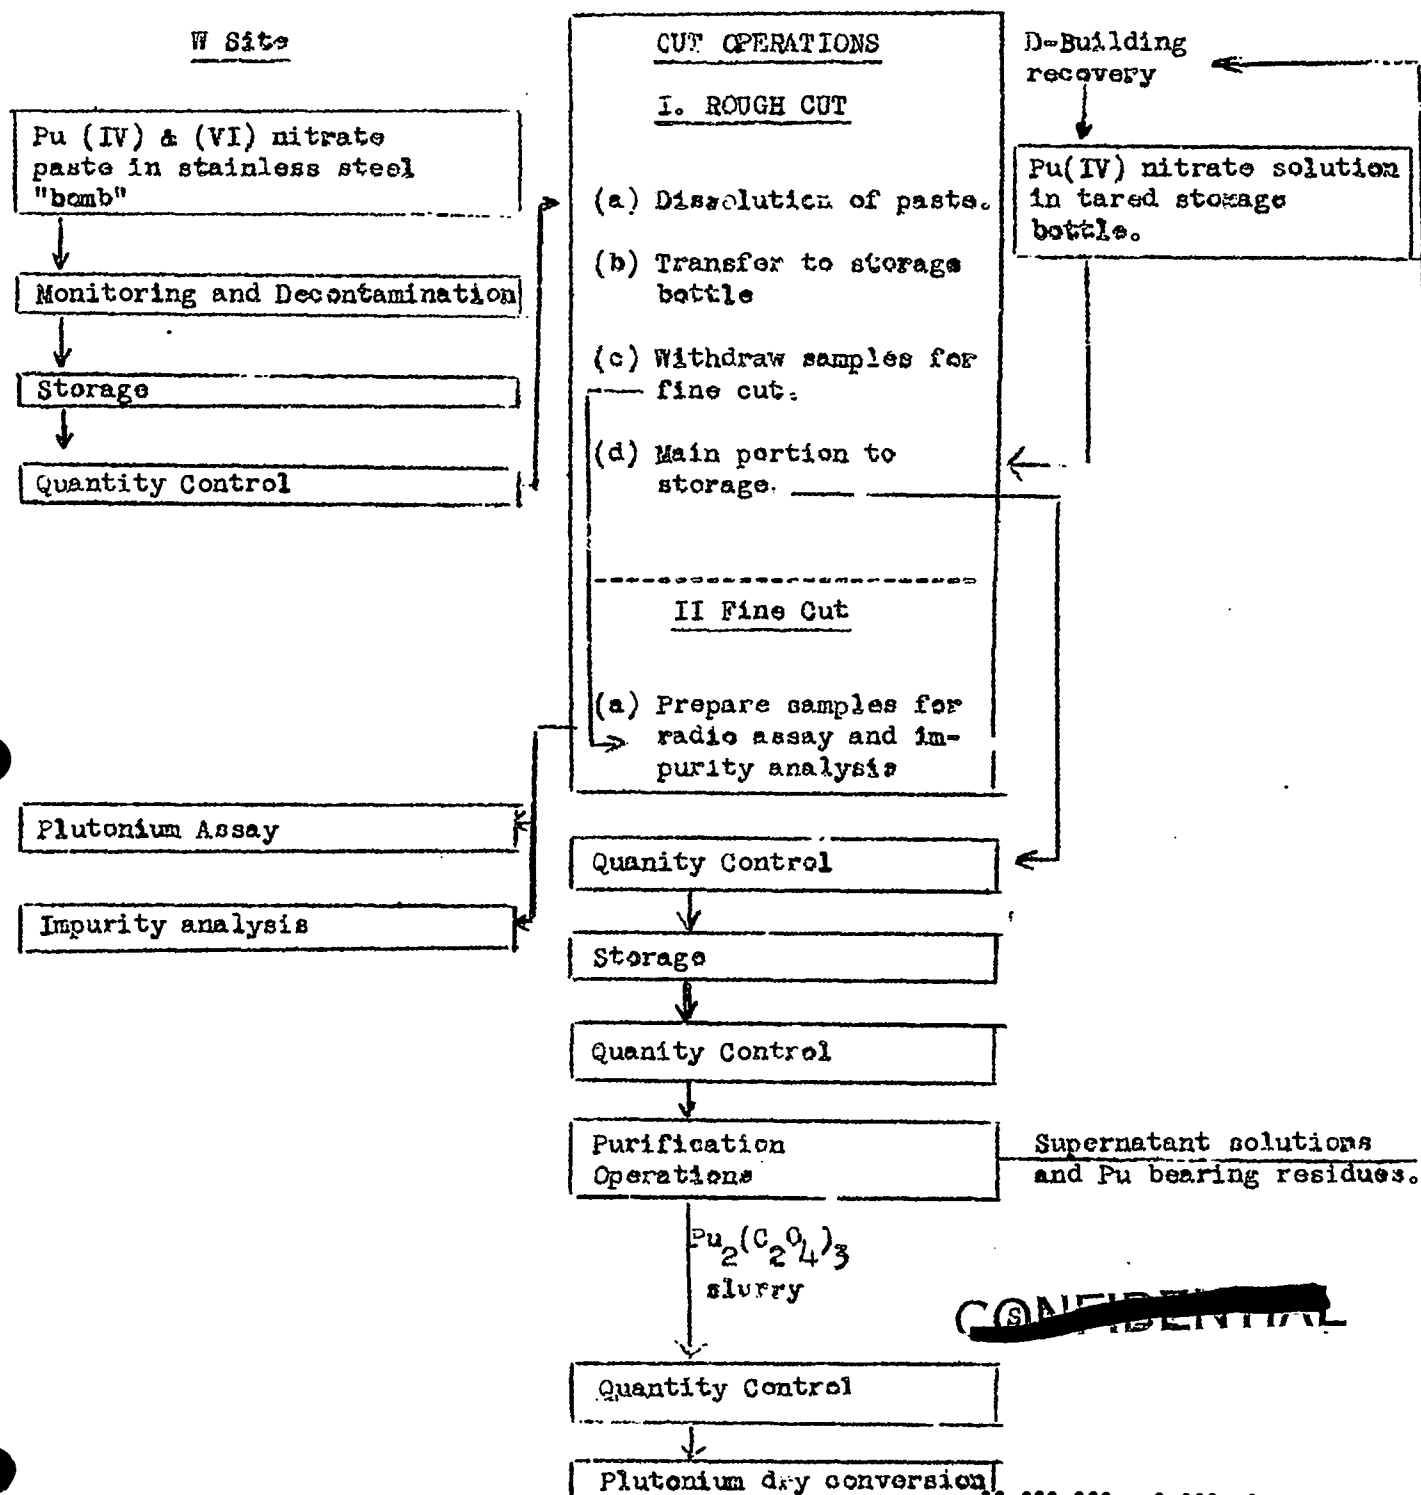 W Site
Pu (IV) & (VI) nitrate
paste in stainless steel
"bomb"
Monitoring and Decontamination
Storage
Quantity Control
CUT OPERATIONS
I. ROUGH CUT
(a) Dissolution of paste.
(b) Transfer to storage
bottle
(c) Withdraw samples for
fine cut.
(d) Main portion to
storage.
II Fine Cut
(a) Prepare samples for
radio assay and im-
purity analysis
D-Building
recovery
Pu(IV) nitrate solution
in tared storage
bottle.
Plutonium Assay
Impurity analysis
Quanity Control
Storage
Quanity Control
Purification
Operations
Supernatant solutions
and Pu bearing residues.
Pu2(C2O4)3
slurry
CONFIDENTIAL
Quantity Control
Plutonium dry conversion